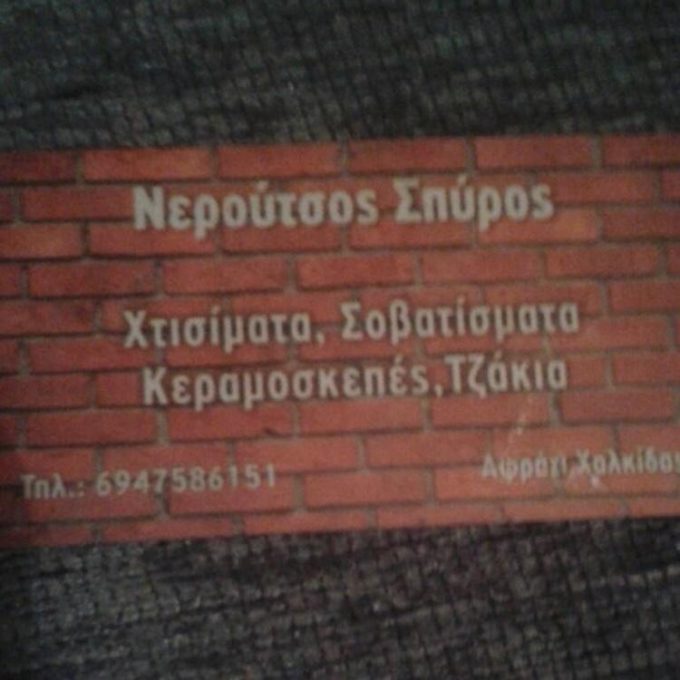 Νερούτσος Σπύρος
Χτισίματα, Σοβατίσματα
Κεραμοσκεπές,Τζάκια
Τηλ.: 6947586151
Αφράτι Χαλκίδας